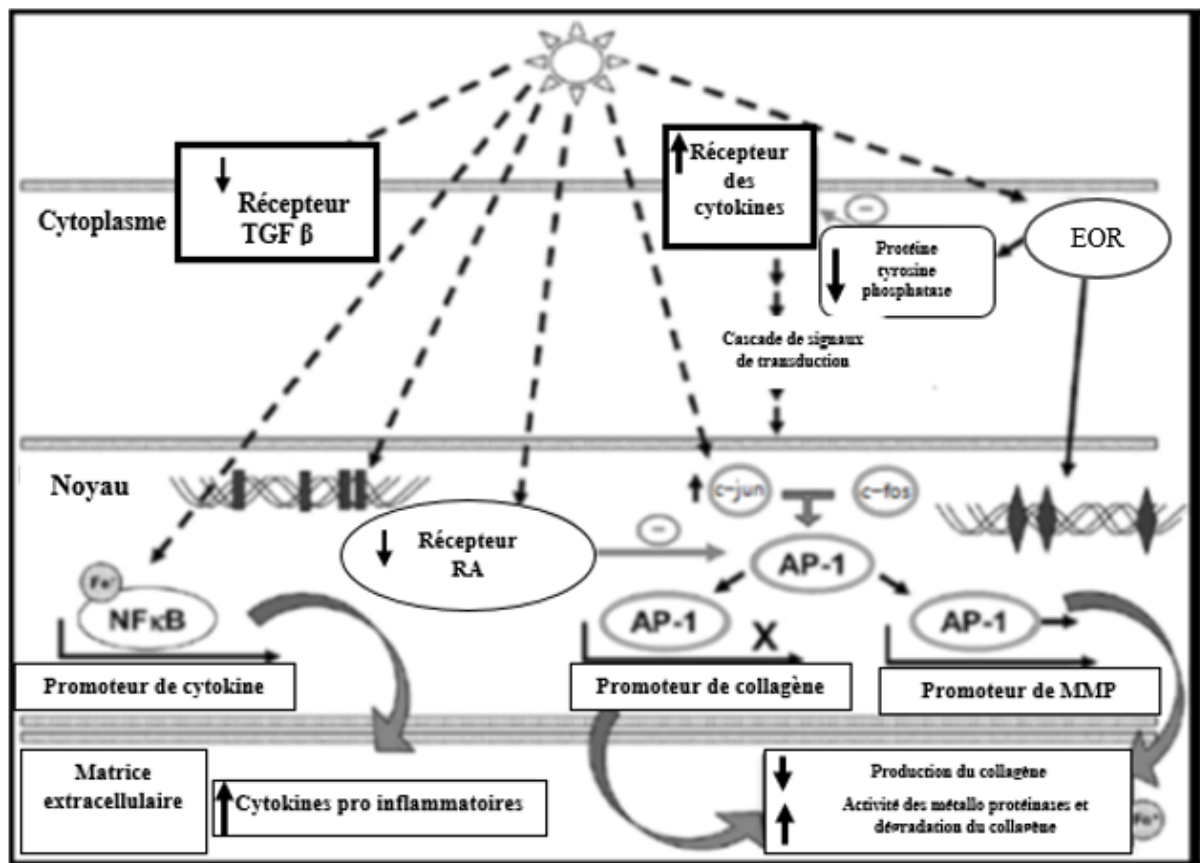 Récepteur
TGF β
Récepteur
des
cytokines
Cytoplasme
−
EOR
Protéine
tyrosine
phosphatase
Cascade de signaux
de transduction
Noyau
c-jun
c-fos
Récepteur
RA
−
AP-1
Fe⁺
NFκB
AP-1
X
AP-1
Promoteur de cytokine
Promoteur de collagène
Promoteur de MMP
Matrice
extracellulaire
Cytokines pro inflammatoires
Production du collagène
Activité des métallo protéinases et
dégradation du collagène
Fe⁺